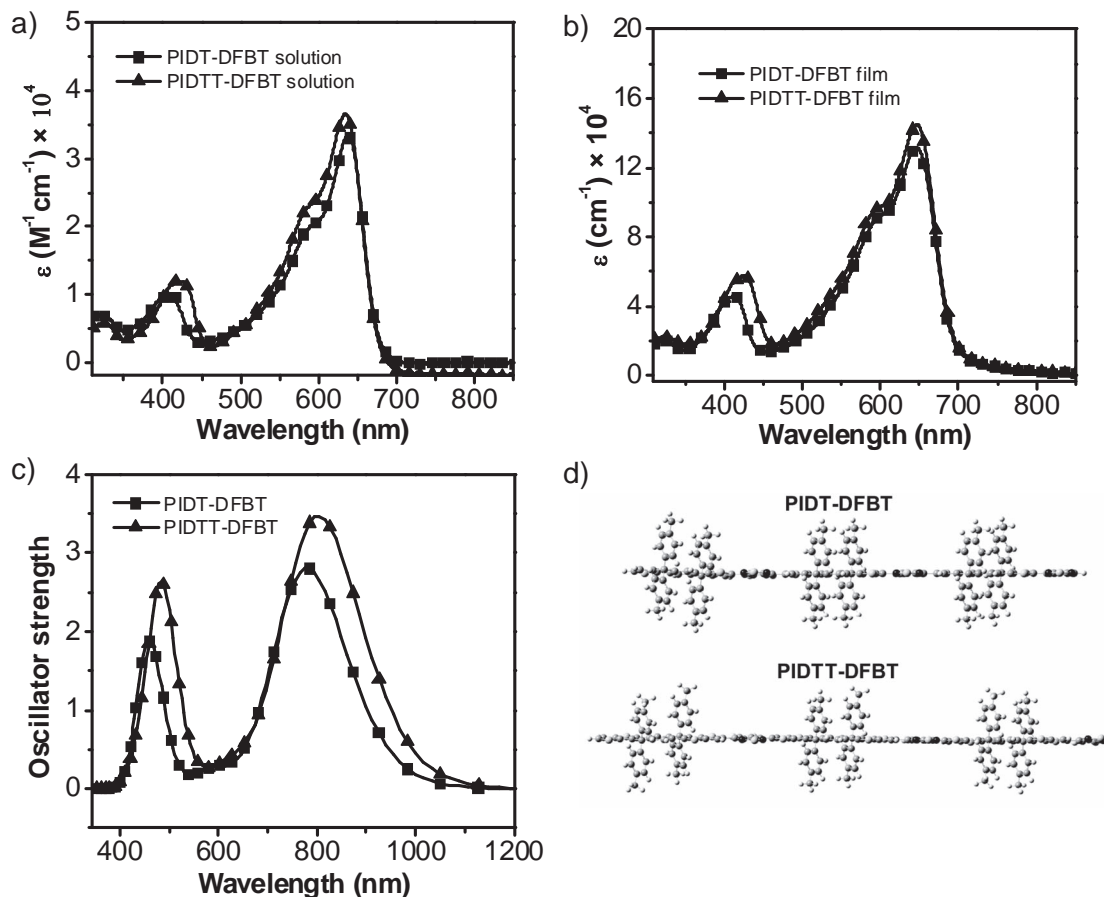 a)
5
4
3
2
1
0
ε (M⁻¹ cm⁻¹) × 10⁴
PIDT-DFBT solution
PIDTT-DFBT solution
400 500 600 700 800
Wavelength (nm)
b)
20
16
12
8
4
0
ε (cm⁻¹) × 10⁴
PIDT-DFBT film
PIDTT-DFBT film
400 500 600 700 800
Wavelength (nm)
c)
4
3
2
1
0
Oscillator strength
PIDT-DFBT
PIDTT-DFBT
400 600 800 1000 1200
Wavelength (nm)
d)
PIDT-DFBT
PIDTT-DFBT